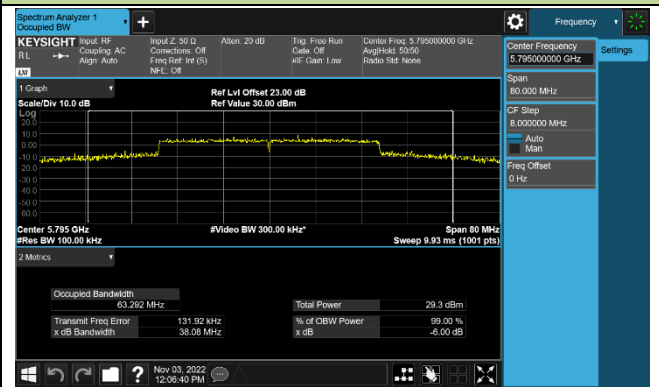 Spectrum Analyzer 1
Occupied BW
Frequency
KEYSIGHT
RL
Input: RF
Coupling: AC
Align: Auto
Input Z: 50 Ω
Corrections: Off
Freq Ref: Int (S)
NFE: Off
Atten: 20 dB
Trig: Free Run
Gate: Off
#IF Gain: Low
Center Freq: 5.795000000 GHz
Avg|Hold: 50/50
Radio Std: None
LXI
1 Graph
Scale/Div 10.0 dB
Ref Lvl Offset 23.00 dB
Ref Value 30.00 dBm
Log
20.0
10.0
0.00
-10.0
-20.0
-30.0
-50.0
-60.0
Center 5.795 GHz
#Res BW 100.00 kHz
#Video BW 300.00 kHz*
Span 80 MHz
Sweep 9.93 ms (1001 pts)
2 Metrics
Occupied Bandwidth
63.292 MHz
Total Power
29.3 dBm
Transmit Freq Error
131.92 kHz
% of OBW Power
99.00 %
x dB Bandwidth
38.08 MHz
x dB
-6.00 dB
Nov 03, 2022
12:06:40 PM
Center Frequency
5.795000000 GHz
Settings
Span
80.000 MHz
CF Step
8.000000 MHz
Auto
Man
Freq Offset
0 Hz